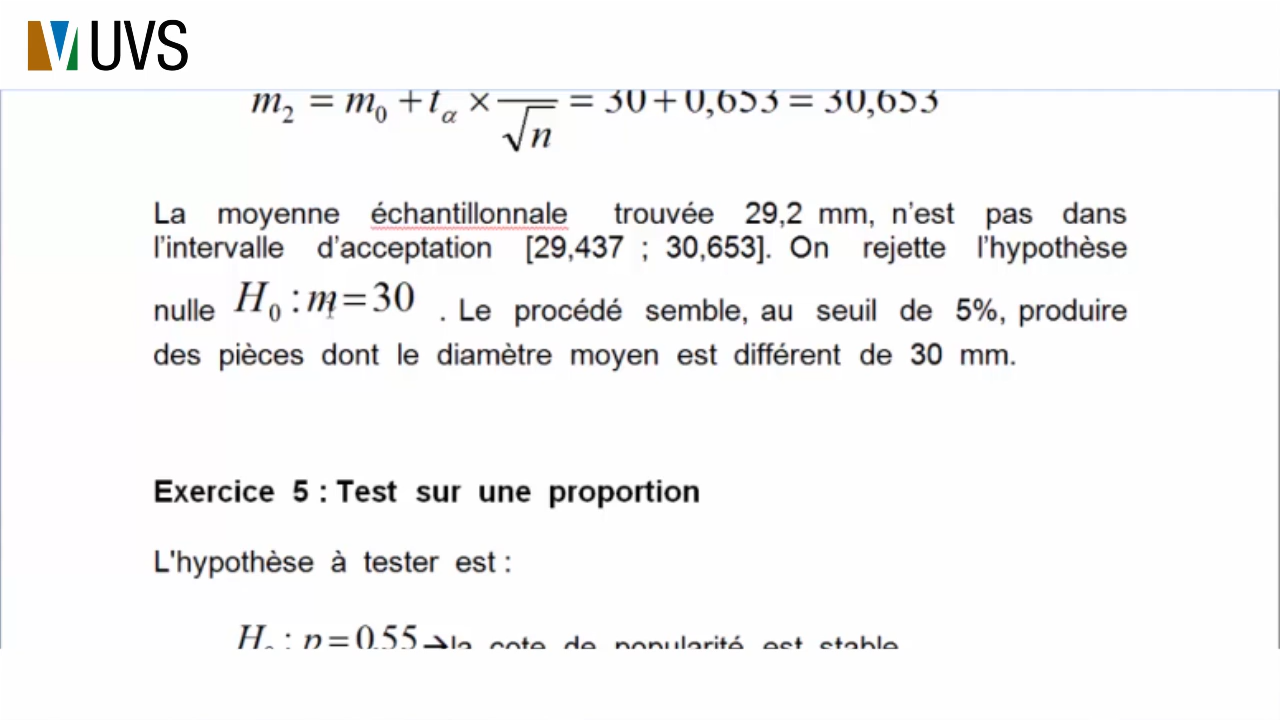 UVS
m₂ = m₀ + tα × /√n = 30 + 0,653 = 30,653
La moyenne échantillonnale trouvée 29,2 mm, n'est pas dans
l'intervalle d'acceptation [29,437 ; 30,653]. On rejette l'hypothèse
nulle H₀ : m = 30 . Le procédé semble, au seuil de 5%, produire
des pièces dont le diamètre moyen est différent de 30 mm.
Exercice 5 : Test sur une proportion
L'hypothèse à tester est :
H₀ : p = 0,55 →la cote de popularité est stable